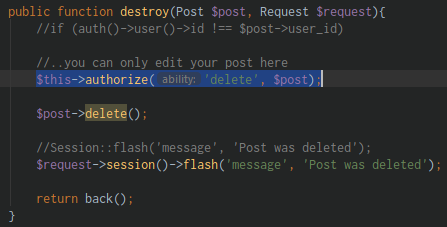 public function destroy(Post $post, Request $request){
//if (auth()->user()->id !== $post->user_id)
//..you can only edit your post here
$this->authorize( ability: 'delete', $post);
$post->delete();
//Session::flash('message', 'Post was deleted');
$request->session()->flash('message', 'Post was deleted');
return back();
}